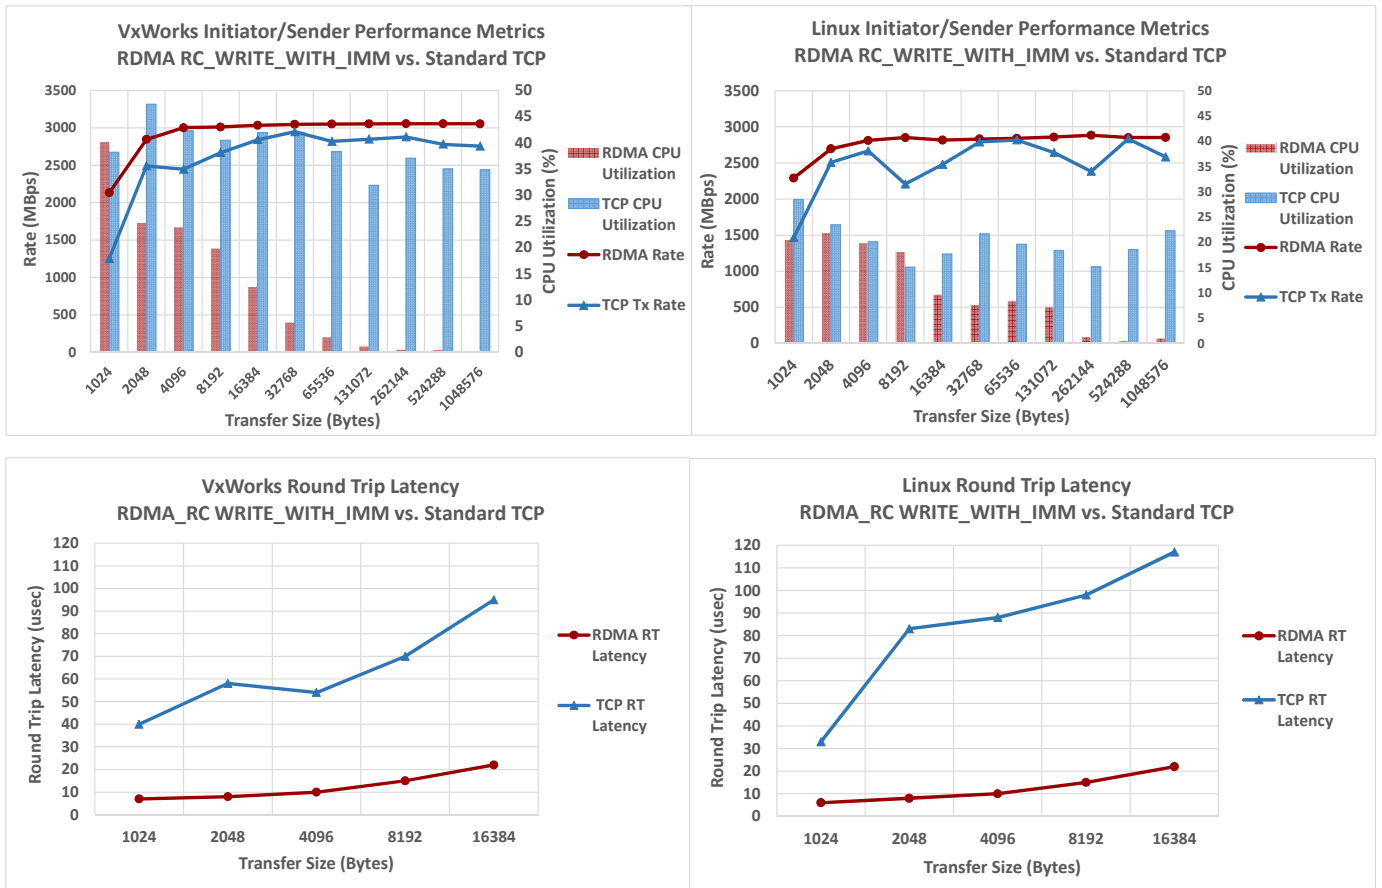 VxWorks Initiator/Sender Performance Metrics
RDMA RC_WRITE_WITH_IMM vs. Standard TCP
3500
3000
2500
2000
1500
1000
500
0
Rate (MBps)
50
45
40
35
30
25
20
15
10
5
0
CPU Utilization (%)
1024
2048
4096
8192
16384
32768
65536
131072
262144
524288
1048576
Transfer Size (Bytes)
RDMA CPU
Utilization
TCP CPU
Utilization
RDMA Rate
TCP Tx Rate
Linux Initiator/Sender Performance Metrics
RDMA RC_WRITE_WITH_IMM vs. Standard TCP
3500
3000
2500
2000
1500
1000
500
0
Rate (MBps)
50
45
40
35
30
25
20
15
10
5
0
CPU Utilization (%)
1024
2048
4096
8192
16384
32768
65536
131072
262144
524288
1048576
Transfer Size (Bytes)
RDMA CPU
Utilization
TCP CPU
Utilization
RDMA Rate
TCP Tx Rate
VxWorks Round Trip Latency
RDMA_RC WRITE_WITH_IMM vs. Standard TCP
120
110
100
90
80
70
60
50
40
30
20
10
0
Round Trip Latency (usec)
1024
2048
4096
8192
16384
Transfer Size (Bytes)
RDMA RT
Latency
TCP RT
Latency
Linux Round Trip Latency
RDMA_RC WRITE_WITH_IMM vs. Standard TCP
120
110
100
90
80
70
60
50
40
30
20
10
0
Round Trip Latency (usec)
1024
2048
4096
8192
16384
Transfer Size (Bytes)
RDMA RT
Latency
TCP RT
Latency